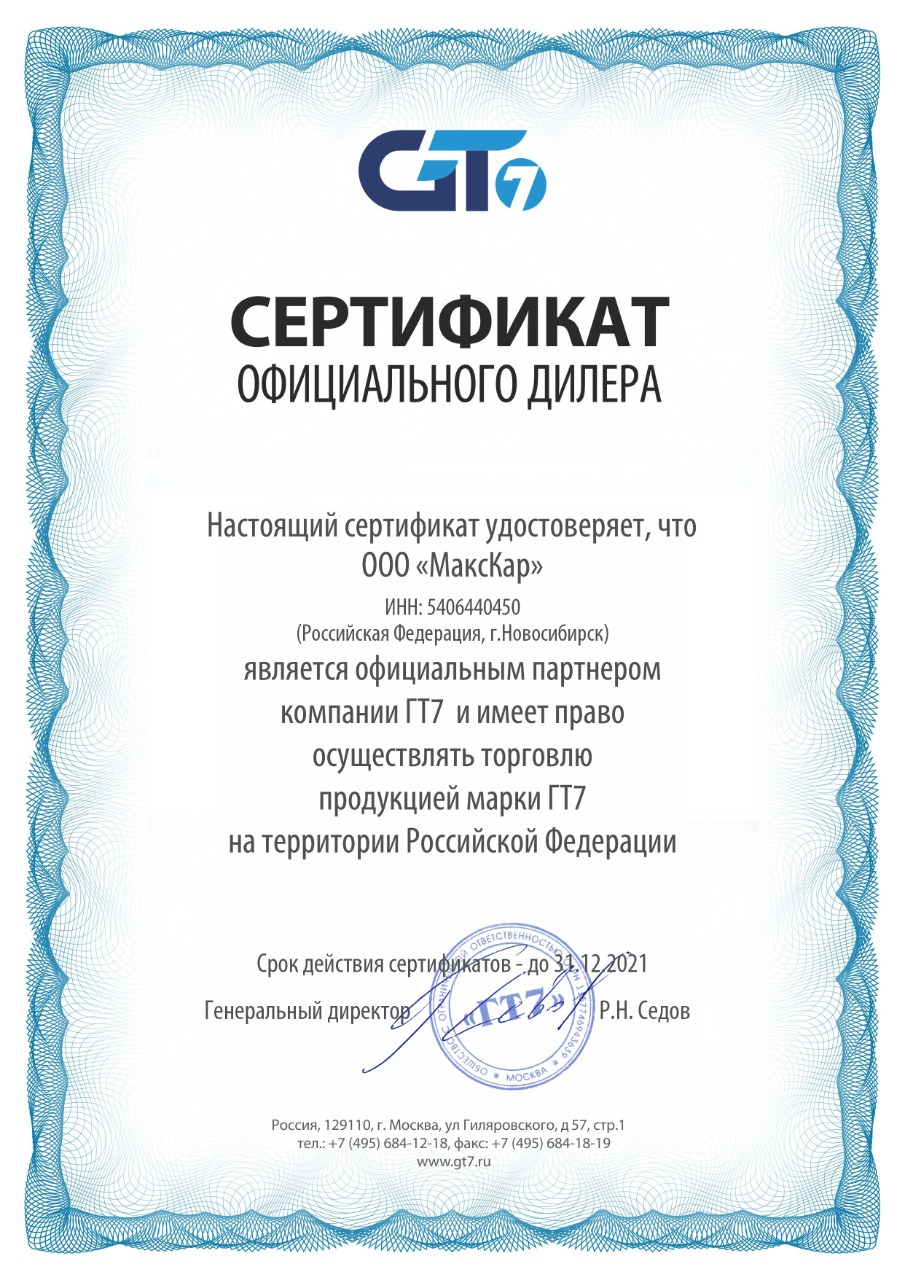 GT7
СЕРТИФИКАТ
ОФИЦИАЛЬНОГО ДИЛЕРА
Настоящий сертификат удостоверяет, что
ООО «МаксКар»
ИНН: 5406440450
(Российская Федерация, г.Новосибирск)
является официальным партнером
компании ГТ7 и имеет право
осуществлять торговлю
продукцией марки ГТ7
на территории Российской Федерации
Срок действия сертификатов - до 31.12.2021
Генеральный директор Р.Н. Седов
ОБЩЕСТВО С ОГРАНИЧЕННОЙ ОТВЕТСТВЕННОСТЬЮ
«ГТ7»
* МОСКВА *
Россия, 129110, г. Москва, ул Гиляровского, д 57, стр.1
тел.: +7 (495) 684-12-18, факс: +7 (495) 684-18-19
www.gt7.ru